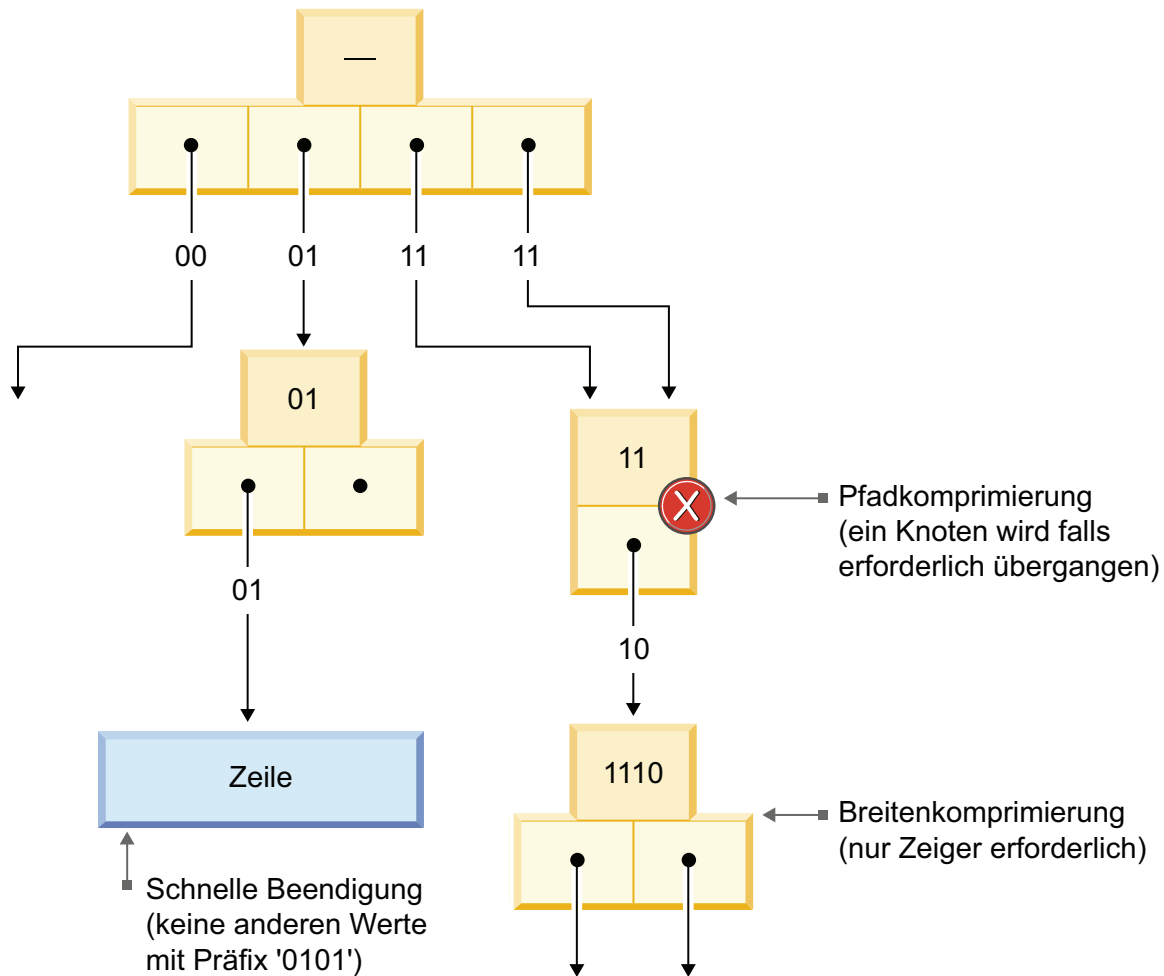 —
00
01
11
11
01
11
Pfadkomprimierung
(ein Knoten wird falls
erforderlich übergangen)
X
01
10
Zeile
1110
Breitenkomprimierung
(nur Zeiger erforderlich)
Schnelle Beendigung
(keine anderen Werte
mit Präfix '0101')